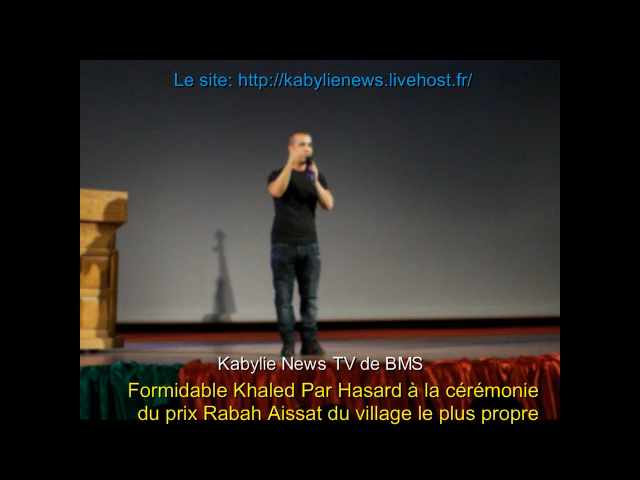 Le site: http://kabylienews.livehost.fr/
Kabylie News TV de BMS
Formidable Khaled Par Hasard à la cérémonie
du prix Rabah Aissat du village le plus propre